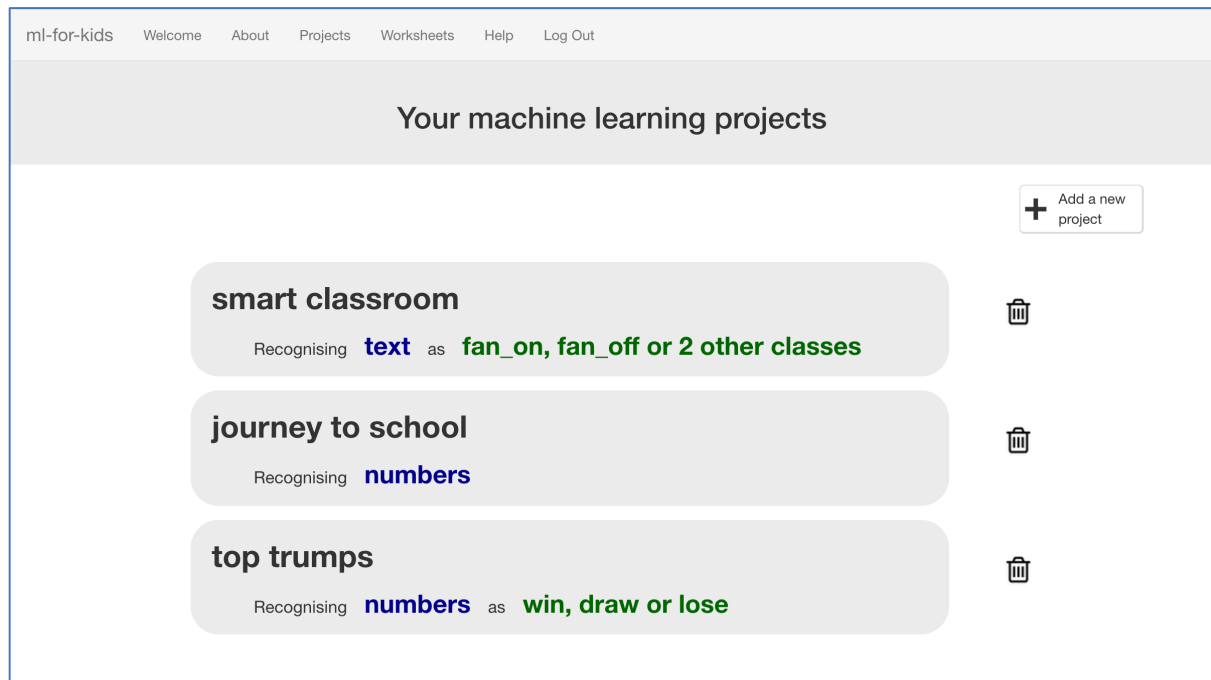 ml-for-kids Welcome About Projects Worksheets Help Log Out
Your machine learning projects
Add a new
project
smart classroom
Recognising text as fan_on, fan_off or 2 other classes
journey to school
Recognising numbers
top trumps
Recognising numbers as win, draw or lose